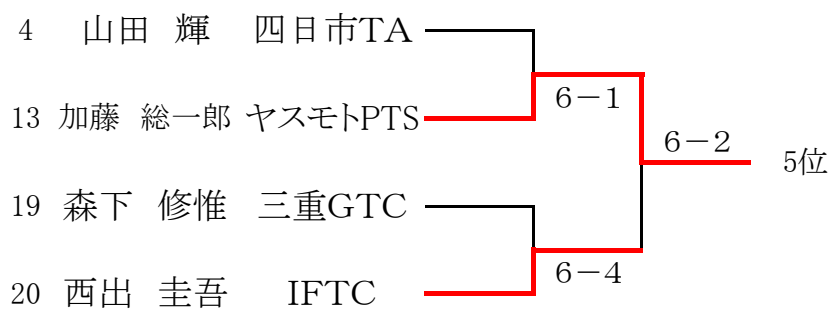 4 山田 輝 四日市TA
13 加藤 総一郎 ヤスモトPTS
6－1
6－2
5位
19 森下 修惟 三重GTC
6－4
20 西出 圭吾 IFTC